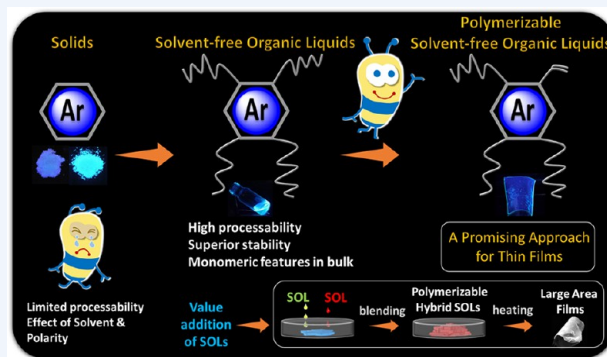 Solids
Solvent-free Organic Liquids
Polymerizable
Solvent-free Organic Liquids
Ar
Ar
Ar
High processability
Superior stability
Monomeric features in bulk
A Promising Approach
for Thin Films
Limited processability
Effect of Solvent &
Polarity
Value
addition
of SOLs
SOL
SOL
blending
Polymerizable
Hybrid SOLs
heating
Large Area
Films